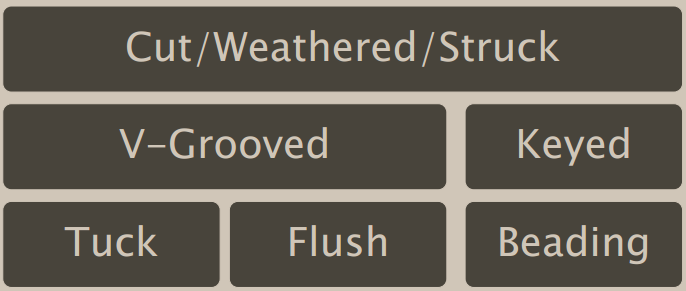 Cut/Weathered/Struck
V-Grooved Keyed
Tuck Flush Beading